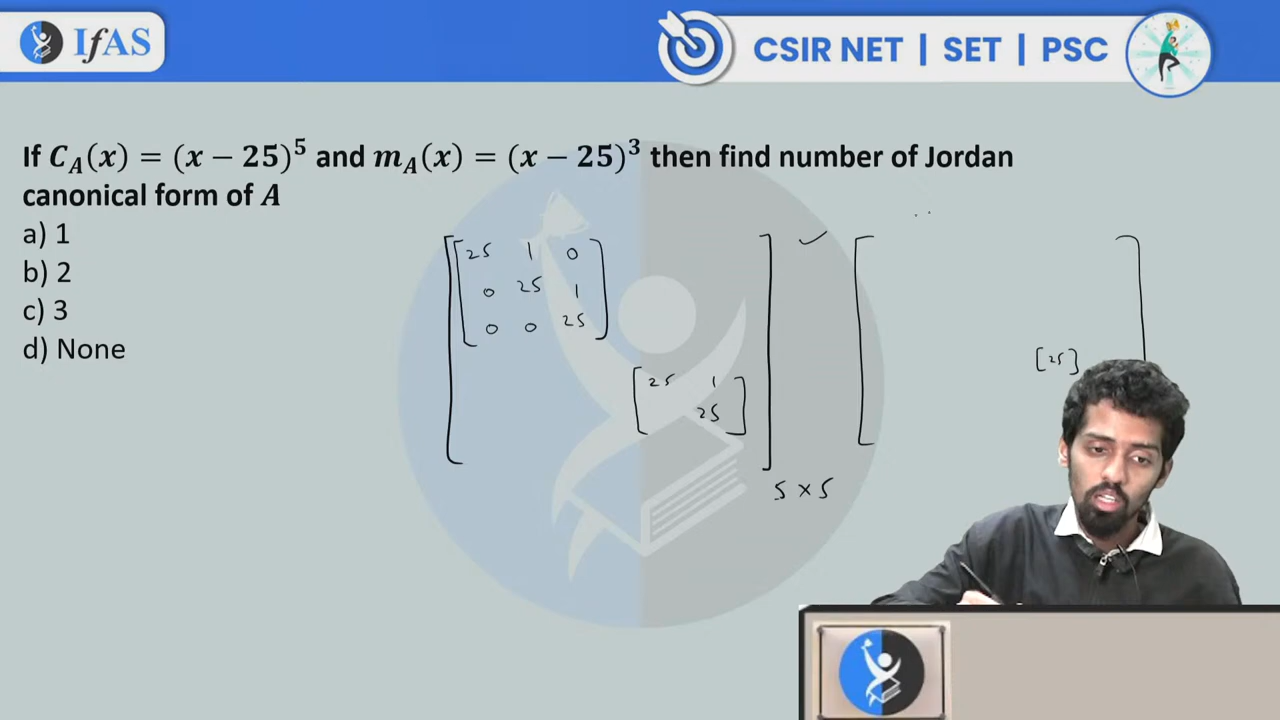 IfAS
CSIR NET | SET | PSC
If C_A(x) = (x − 25)^5 and m_A(x) = (x − 25)^3 then find number of Jordan
canonical form of A
a) 1
b) 2
c) 3
d) None
25 1 0
0 25 1
0 0 25
25 1
25
5 × 5
[25]